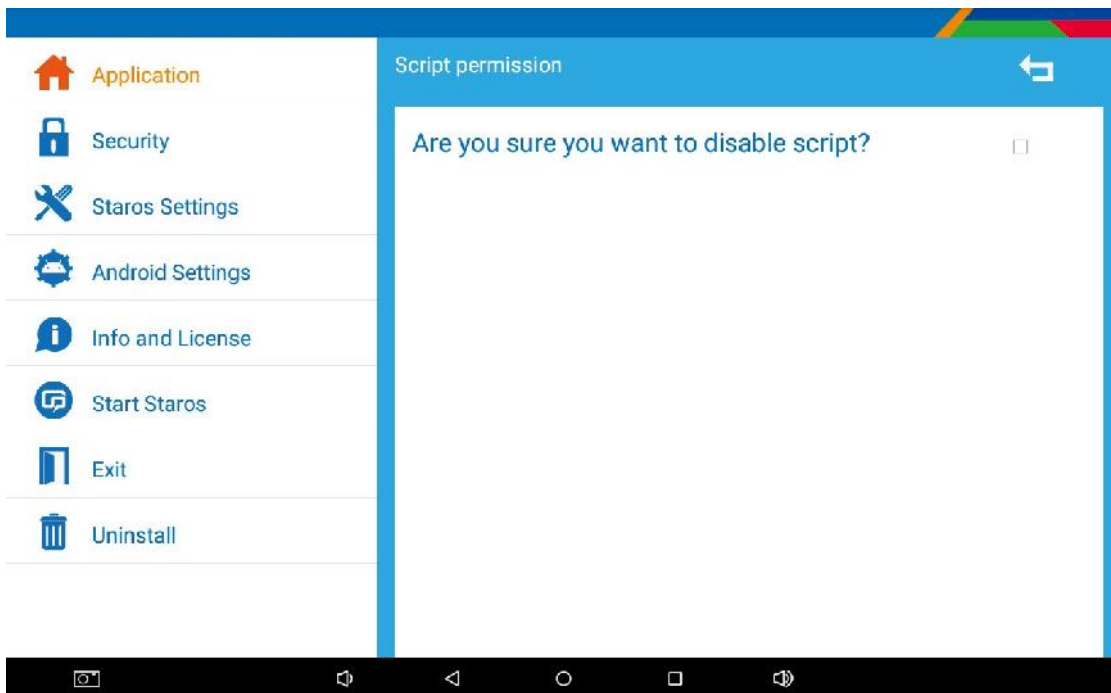 Application
Security
Staros Settings
Android Settings
Info and License
Start Staros
Exit
Uninstall
Script permission
Are you sure you want to disable script?